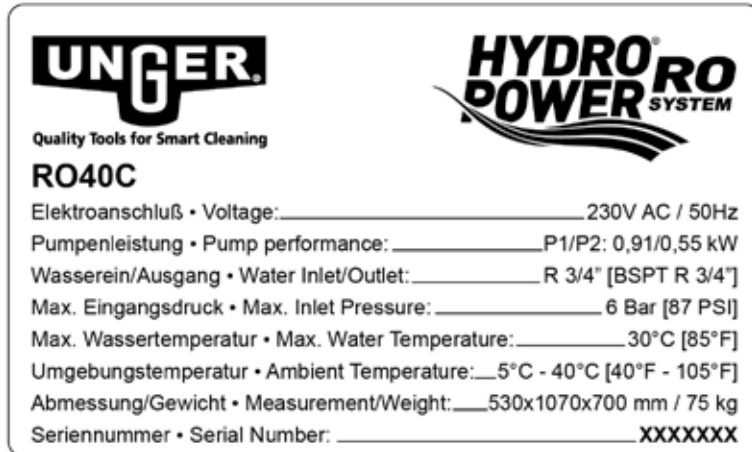 UNGER®
Quality Tools for Smart Cleaning
HYDRO® RO
POWER SYSTEM
RO40C
Elektroanschluß • Voltage: 230V AC / 50Hz
Pumpenleistung • Pump performance: P1/P2: 0,91/0,55 kW
Wasserein/Ausgang • Water Inlet/Outlet: R 3/4” [BSPT R 3/4”]
Max. Eingangsdruck • Max. Inlet Pressure: 6 Bar [87 PSI]
Max. Wassertemperatur • Max. Water Temperature: 30°C [85°F]
Umgebungstemperatur • Ambient Temperature: 5°C - 40°C [40°F - 105°F]
Abmessung/Gewicht • Measurement/Weight: 530x1070x700 mm / 75 kg
Seriennummer • Serial Number: XXXXXXX